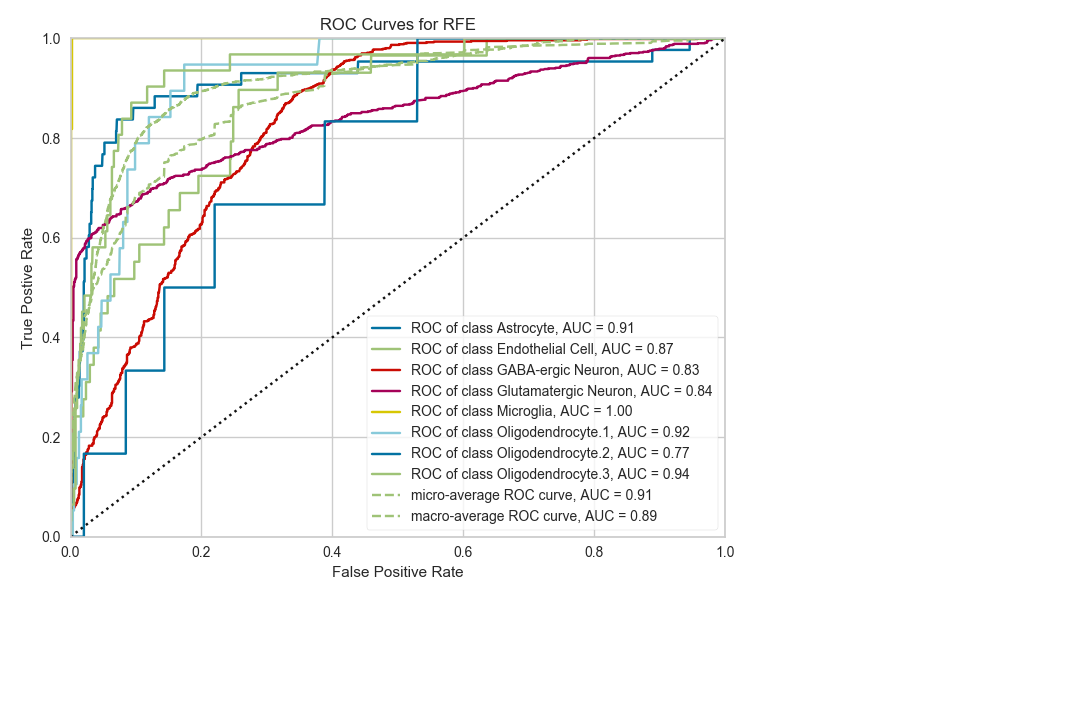 ROC Curves for RFE
True Postive Rate
1.0
0.8
0.6
0.4
0.2
0.0
ROC of class Astrocyte, AUC = 0.91
ROC of class Endothelial Cell, AUC = 0.87
ROC of class GABA-ergic Neuron, AUC = 0.83
ROC of class Glutamatergic Neuron, AUC = 0.84
ROC of class Microglia, AUC = 1.00
ROC of class Oligodendrocyte.1, AUC = 0.92
ROC of class Oligodendrocyte.2, AUC = 0.77
ROC of class Oligodendrocyte.3, AUC = 0.94
micro-average ROC curve, AUC = 0.91
macro-average ROC curve, AUC = 0.89
0.0 0.2 0.4 0.6 0.8 1.0
False Positive Rate